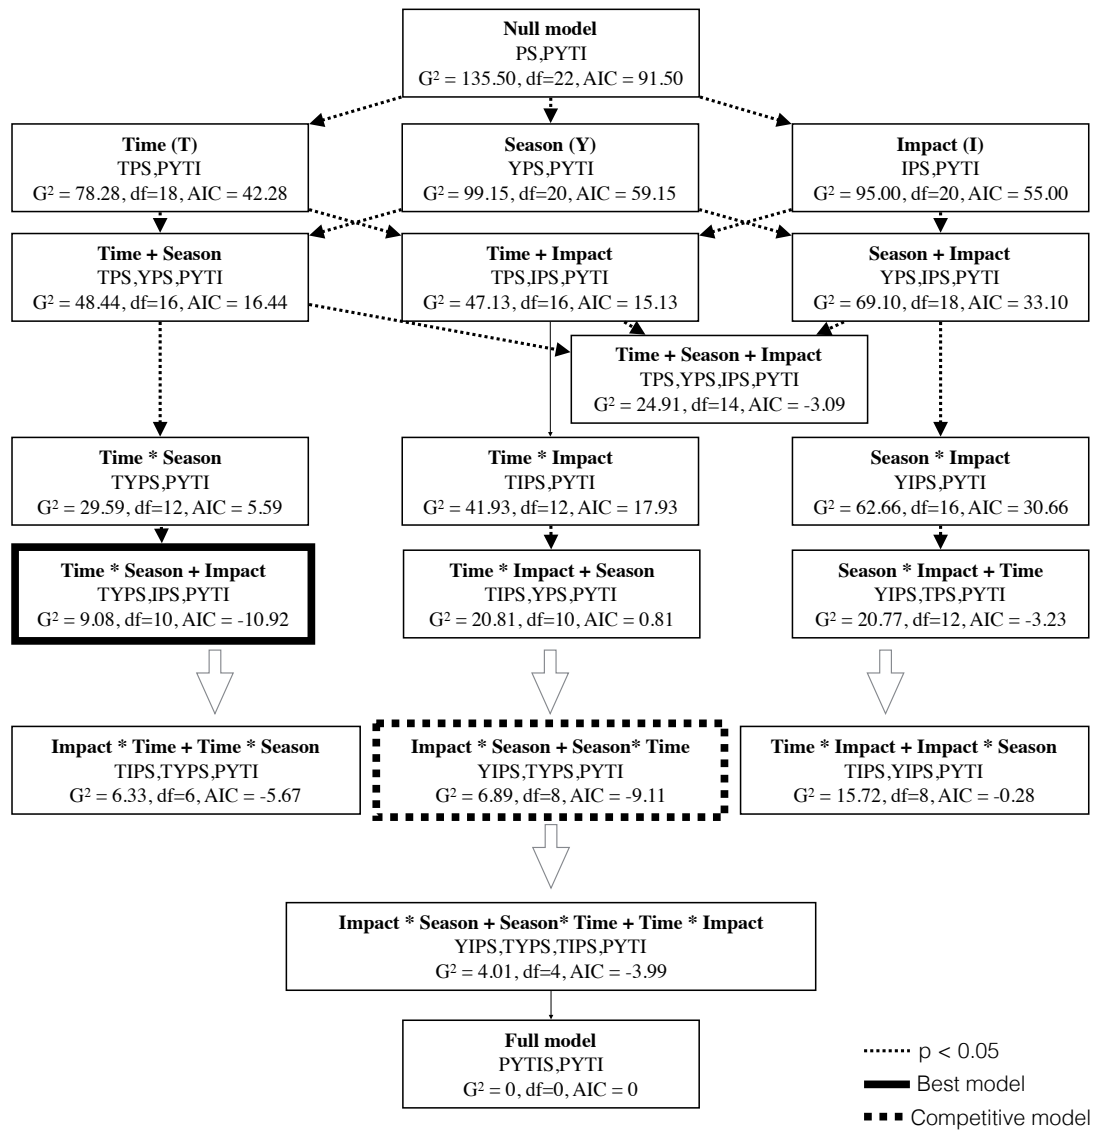 Null model
PS,PYTI
G² = 135.50, df=22, AIC = 91.50
Time (T)
TPS,PYTI
G² = 78.28, df=18, AIC = 42.28
Season (Y)
YPS,PYTI
G² = 99.15, df=20, AIC = 59.15
Impact (I)
IPS,PYTI
G² = 95.00, df=20, AIC = 55.00
Time + Season
TPS,YPS,PYTI
G² = 48.44, df=16, AIC = 16.44
Time + Impact
TPS,IPS,PYTI
G² = 47.13, df=16, AIC = 15.13
Season + Impact
YPS,IPS,PYTI
G² = 69.10, df=18, AIC = 33.10
Time + Season + Impact
TPS,YPS,IPS,PYTI
G² = 24.91, df=14, AIC = -3.09
Time * Season
TYPS,PYTI
G² = 29.59, df=12, AIC = 5.59
Time * Impact
TIPS,PYTI
G² = 41.93, df=12, AIC = 17.93
Season * Impact
YIPS,PYTI
G² = 62.66, df=16, AIC = 30.66
Time * Season + Impact
TYPS,IPS,PYTI
G² = 9.08, df=10, AIC = -10.92
Time * Impact + Season
TIPS,YPS,PYTI
G² = 20.81, df=10, AIC = 0.81
Season * Impact + Time
YIPS,TPS,PYTI
G² = 20.77, df=12, AIC = -3.23
Impact * Time + Time * Season
TIPS,TYPS,PYTI
G² = 6.33, df=6, AIC = -5.67
Impact * Season + Season* Time
YIPS,TYPS,PYTI
G² = 6.89, df=8, AIC = -9.11
Time * Impact + Impact * Season
TIPS,YIPS,PYTI
G² = 15.72, df=8, AIC = -0.28
Impact * Season + Season* Time + Time * Impact
YIPS,TYPS,TIPS,PYTI
G² = 4.01, df=4, AIC = -3.99
Full model
PYTIS,PYTI
G² = 0, df=0, AIC = 0
p < 0.05
Best model
Competitive model